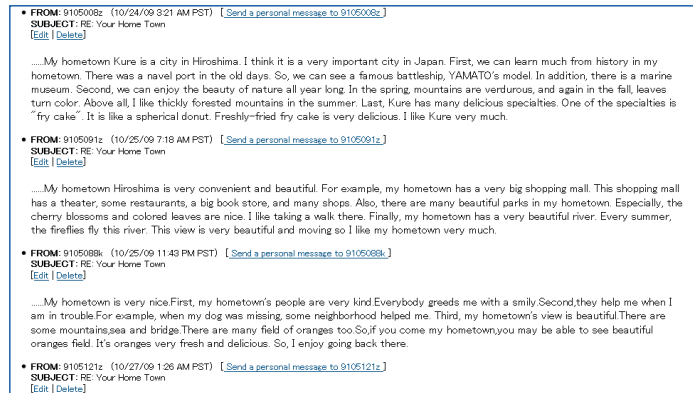 • FROM: 9105008z (10/24/09 3:21 AM PST) [ Send a personal message to 9105008z ]
SUBJECT: RE: Your Home Town
[Edit | Delete]
......My hometown Kure is a city in Hiroshima. I think it is a very important city in Japan. First, we can learn much from history in my
hometown. There was a navel port in the old days. So, we can see a famous battleship, YAMATO's model. In addition, there is a marine
museum. Second, we can enjoy the beauty of nature all year long. In the spring, mountains are verdurous, and again in the fall, leaves
turn color. Above all, I like thickly forested mountains in the summer. Last, Kure has many delicious specialties. One of the specialties is
"fry cake". It is like a spherical donut. Freshly-fried fry cake is very delicious. I like Kure very much.
• FROM: 9105091z (10/25/09 7:18 AM PST) [ Send a personal message to 9105091z ]
SUBJECT: RE: Your Home Town
[Edit | Delete]
......My hometown Hiroshima is very convenient and beautiful. For example, my hometown has a very big shopping mall. This shopping mall
has a theater, some restaurants, a big book store, and many shops. Also, there are many beautiful parks in my hometown. Especially, the
cherry blossoms and colored leaves are nice. I like taking a walk there. Finally, my hometown has a very beautiful river. Every summer,
the fireflies fly this river. This view is very beautiful and moving so I like my hometown very much.
• FROM: 9105088k (10/25/09 11:43 PM PST) [ Send a personal message to 9105088k ]
SUBJECT: RE: Your Home Town
[Edit | Delete]
......My hometown is very nice.First, my hometown's people are very kind.Everybody greeds me with a smily.Second,they help me when I
am in trouble.For example, when my dog was missing, some neighborhood helped me. Third, my hometown's view is beautiful.There are
some mountains,sea and bridge.There are many field of oranges too.So,if you come my hometown,you may be able to see beautiful
oranges field. It's oranges very fresh and delicious. So, I enjoy going back there.
• FROM: 9105121z (10/27/09 1:26 AM PST) [ Send a personal message to 9105121z ]
SUBJECT: RE: Your Home Town
[Edit | Delete]